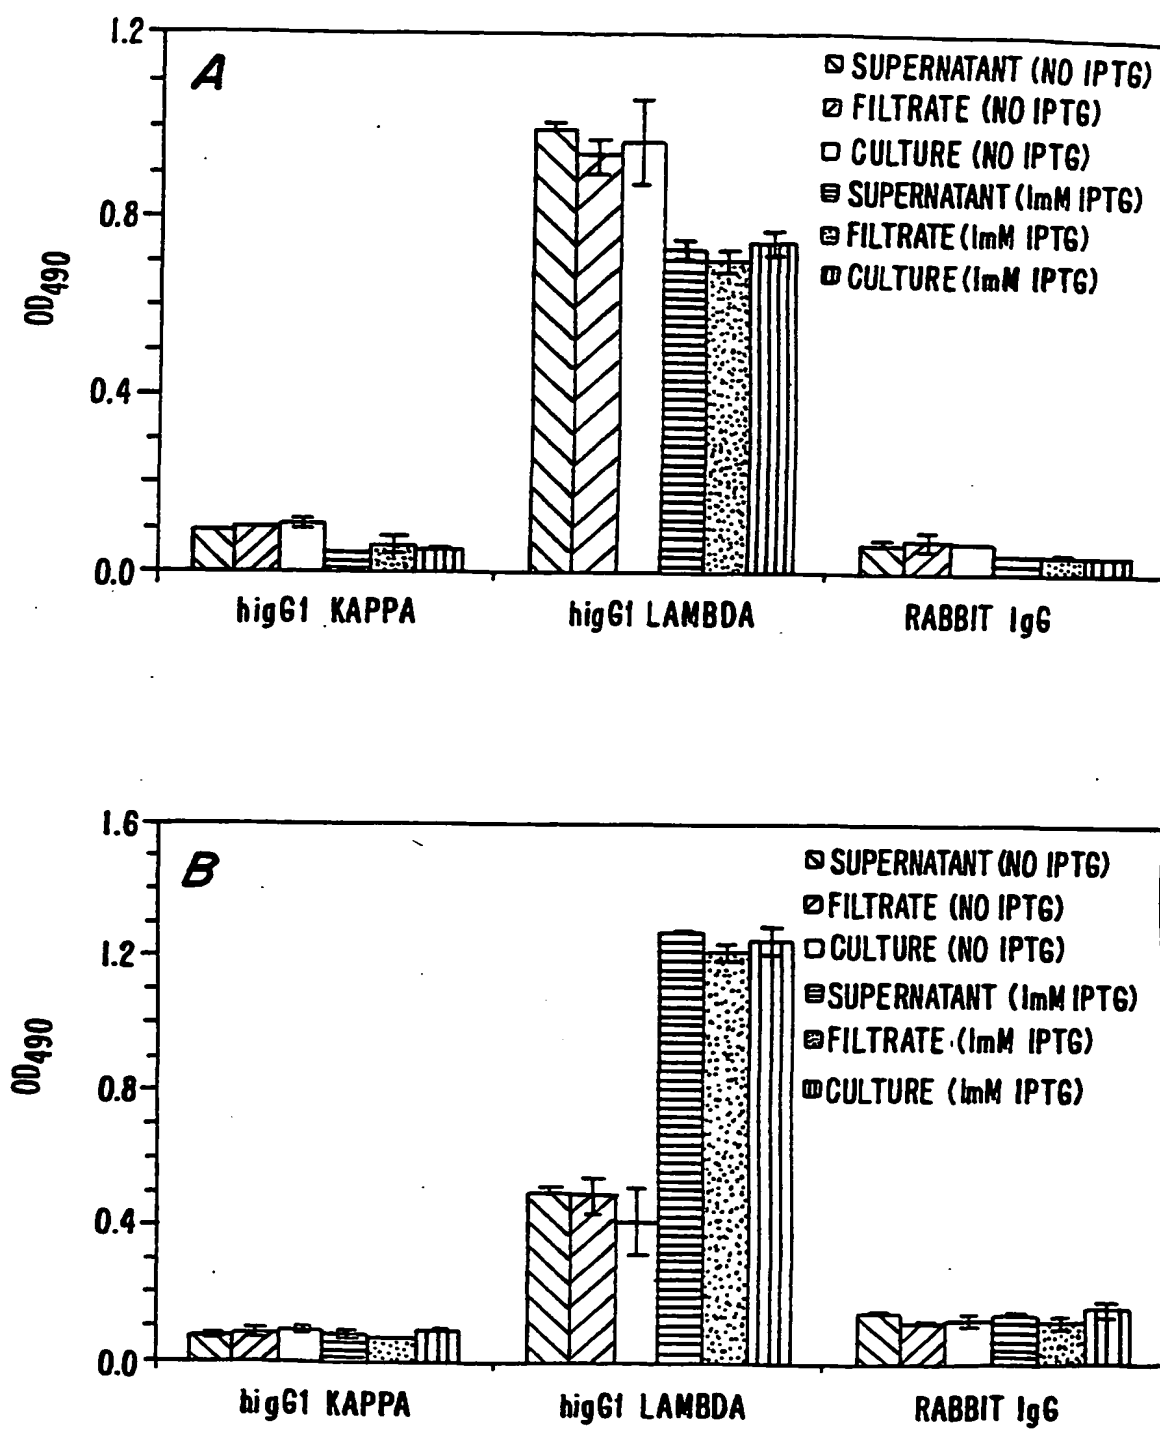 A
1.2
0.8
0.4
0.0
OD490
SUPERNATANT (NO IPTG)
FILTRATE (NO IPTG)
CULTURE (NO IPTG)
SUPERNATANT (1mM IPTG)
FILTRATE (1mM IPTG)
CULTURE (1mM IPTG)
higG1 KAPPA
higG1 LAMBDA
RABBIT IgG
B
1.6
1.2
0.8
0.4
0.0
OD490
SUPERNATANT (NO IPTG)
FILTRATE (NO IPTG)
CULTURE (NO IPTG)
SUPERNATANT (1mM IPTG)
FILTRATE (1mM IPTG)
CULTURE (1mM IPTG)
higG1 KAPPA
higG1 LAMBDA
RABBIT IgG